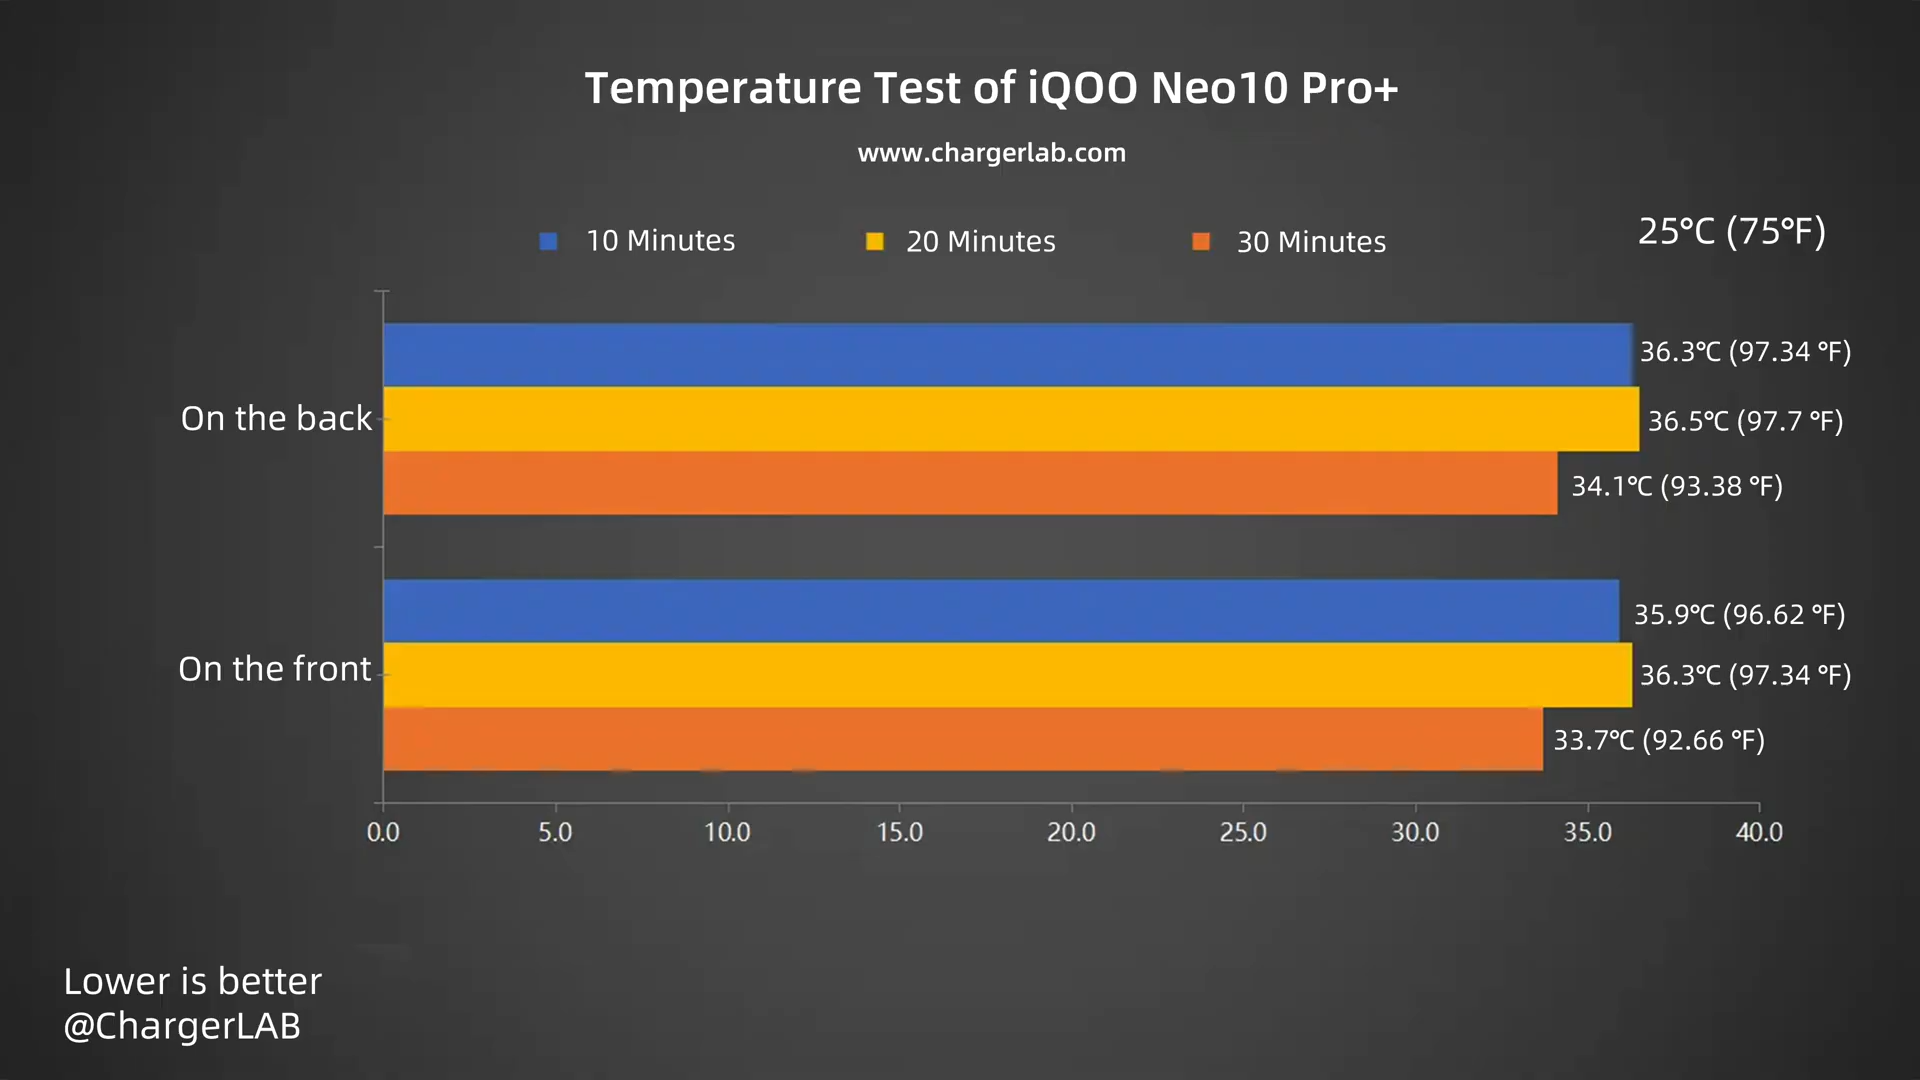 Temperature Test of iQOO Neo10 Pro+
www.chargerlab.com
10 Minutes
20 Minutes
30 Minutes
25℃ (75℉)
On the back
36.3℃ (97.34 ℉)
36.5℃ (97.7 ℉)
34.1℃ (93.38 ℉)
On the front
35.9℃ (96.62 ℉)
36.3℃ (97.34 ℉)
33.7℃ (92.66 ℉)
0.0 5.0 10.0 15.0 20.0 25.0 30.0 35.0 40.0
Lower is better
@ChargerLAB